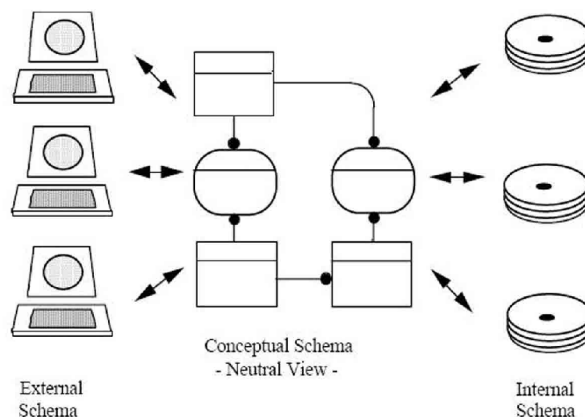 Conceptual Schema
- Neutral View -
External
Schema
Internal
Schema